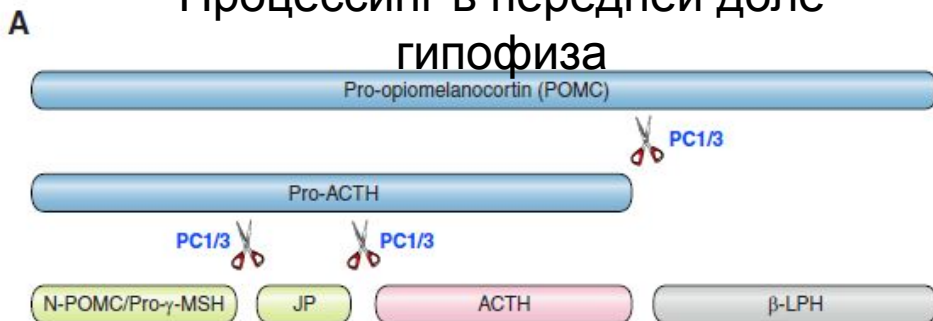 Процессинг в передней доле
A
гипофиза
Pro-opiomelanocortin (POMC)
PC1/3
Pro-ACTH
PC1/3 PC1/3
N-POMC/Pro-γ-MSH JP ACTH β-LPH